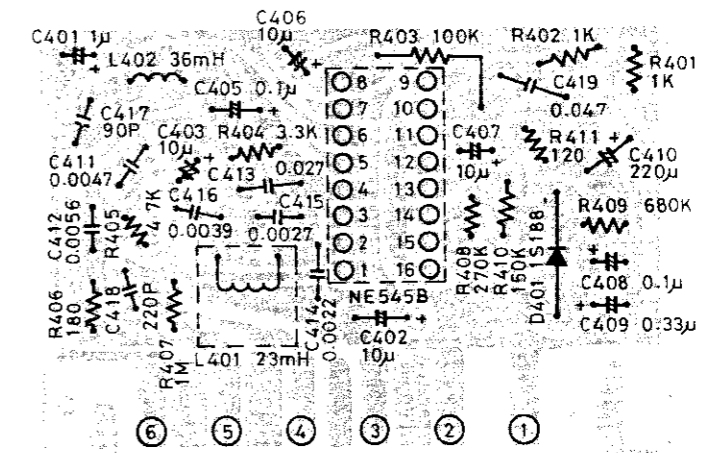 C401 1µ
+
L402 36mH
C406
10µ
+
R403 100K
R402 1K
R401
1K
C405 0.1µ
+
C419
0.047
C417
90P
C403
10µ
+
R404 3.3K
C407
10µ
+
R411
120
+
C410
220µ
C411
0.0047
C413
0.027
C416
0.0039
C415
0.0027
8 9
7 10
6 11
5 12
4 13
3 14
2 15
1 16
NE545B
C412
0.0056
R405
4.7K
R408
270K
R410
160K
D401 1S188
+
R409 680K
+
C408 0.1µ
+
C409 0.33µ
R406
180
C418
220P
R407
1M
L401 23mH
C414
0.0022
C402
10µ
+
6 5 4 3 2 1